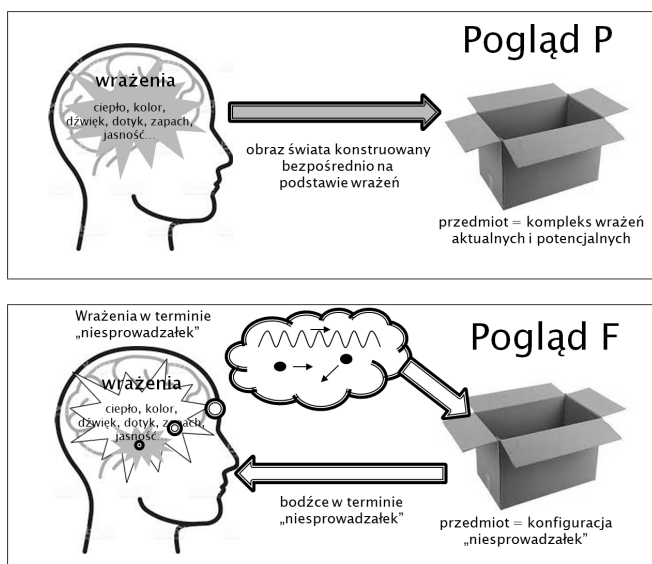 Pogląd P
wrażenia
ciepło, kolor,
dźwięk, dotyk, zapach,
jasność...
obraz świata konstruowany
bezpośrednio na
podstawie wrażeń
przedmiot = kompleks wrażeń
aktualnych i potencjalnych
Wrażenia w terminie
„niesprowadzałek”
Pogląd F
wrażenia
ciepło, kolor,
dźwięk, dotyk, zapach,
jasność...
bodźce w terminie
„niesprowadzałek”
przedmiot = konfiguracja
„niesprowadzałek”